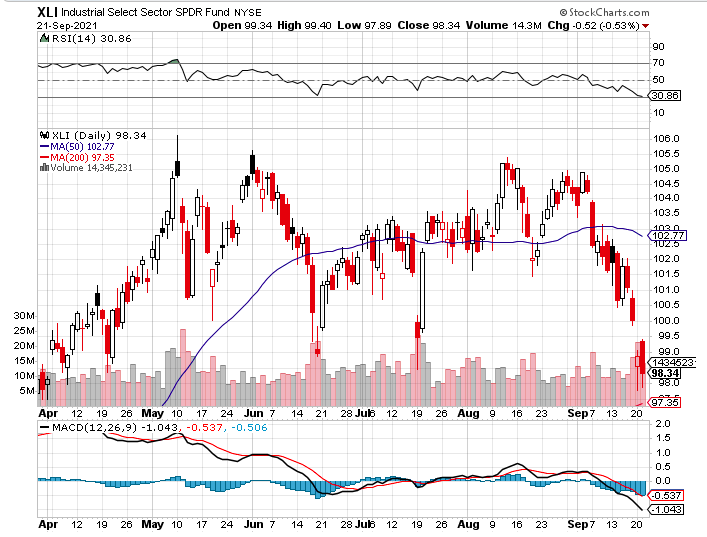 XLI Industrial Select Sector SPDR Fund NYSE © StockCharts.com
21-Sep-2021 Open 99.34 High 99.40 Low 97.89 Close 98.34 Volume 14.3M Chg -0.52 (-0.53%)
RSI(14) 30.86
90
70
50
30.86
10
XLI (Daily) 98.34
MA(50) 102.77
MA(200) 97.35
Volume 14,345,231
106.0
105.5
105.0
104.5
104.0
103.5
103.0
102.77
102.5
102.0
101.5
101.0
100.5
100.0
99.5
99.0
1434523
98.34
98.0
97.5
97.35
30M
25M
20M
15M
10M
5M
Apr 12 19 26 May 10 17 24 Jun 7 14 21 28 Jul 6 12 19 26 Aug 9 16 23 Sep 7 13 20
MACD(12,26,9) -1.043, -0.537, -0.506
2.0
1.5
1.0
0.5
0.0
-0.537
-1.043
Apr 12 19 26 May 10 17 24 Jun 7 14 21 28 Jul 6 12 19 26 Aug 9 16 23 Sep 7 13 20